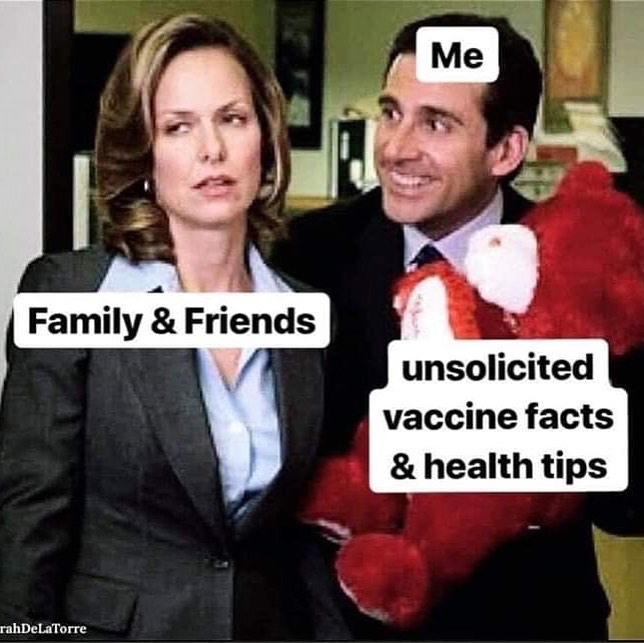 Me
Family & Friends
unsolicited
vaccine facts
& health tips
rahDeLaTorre